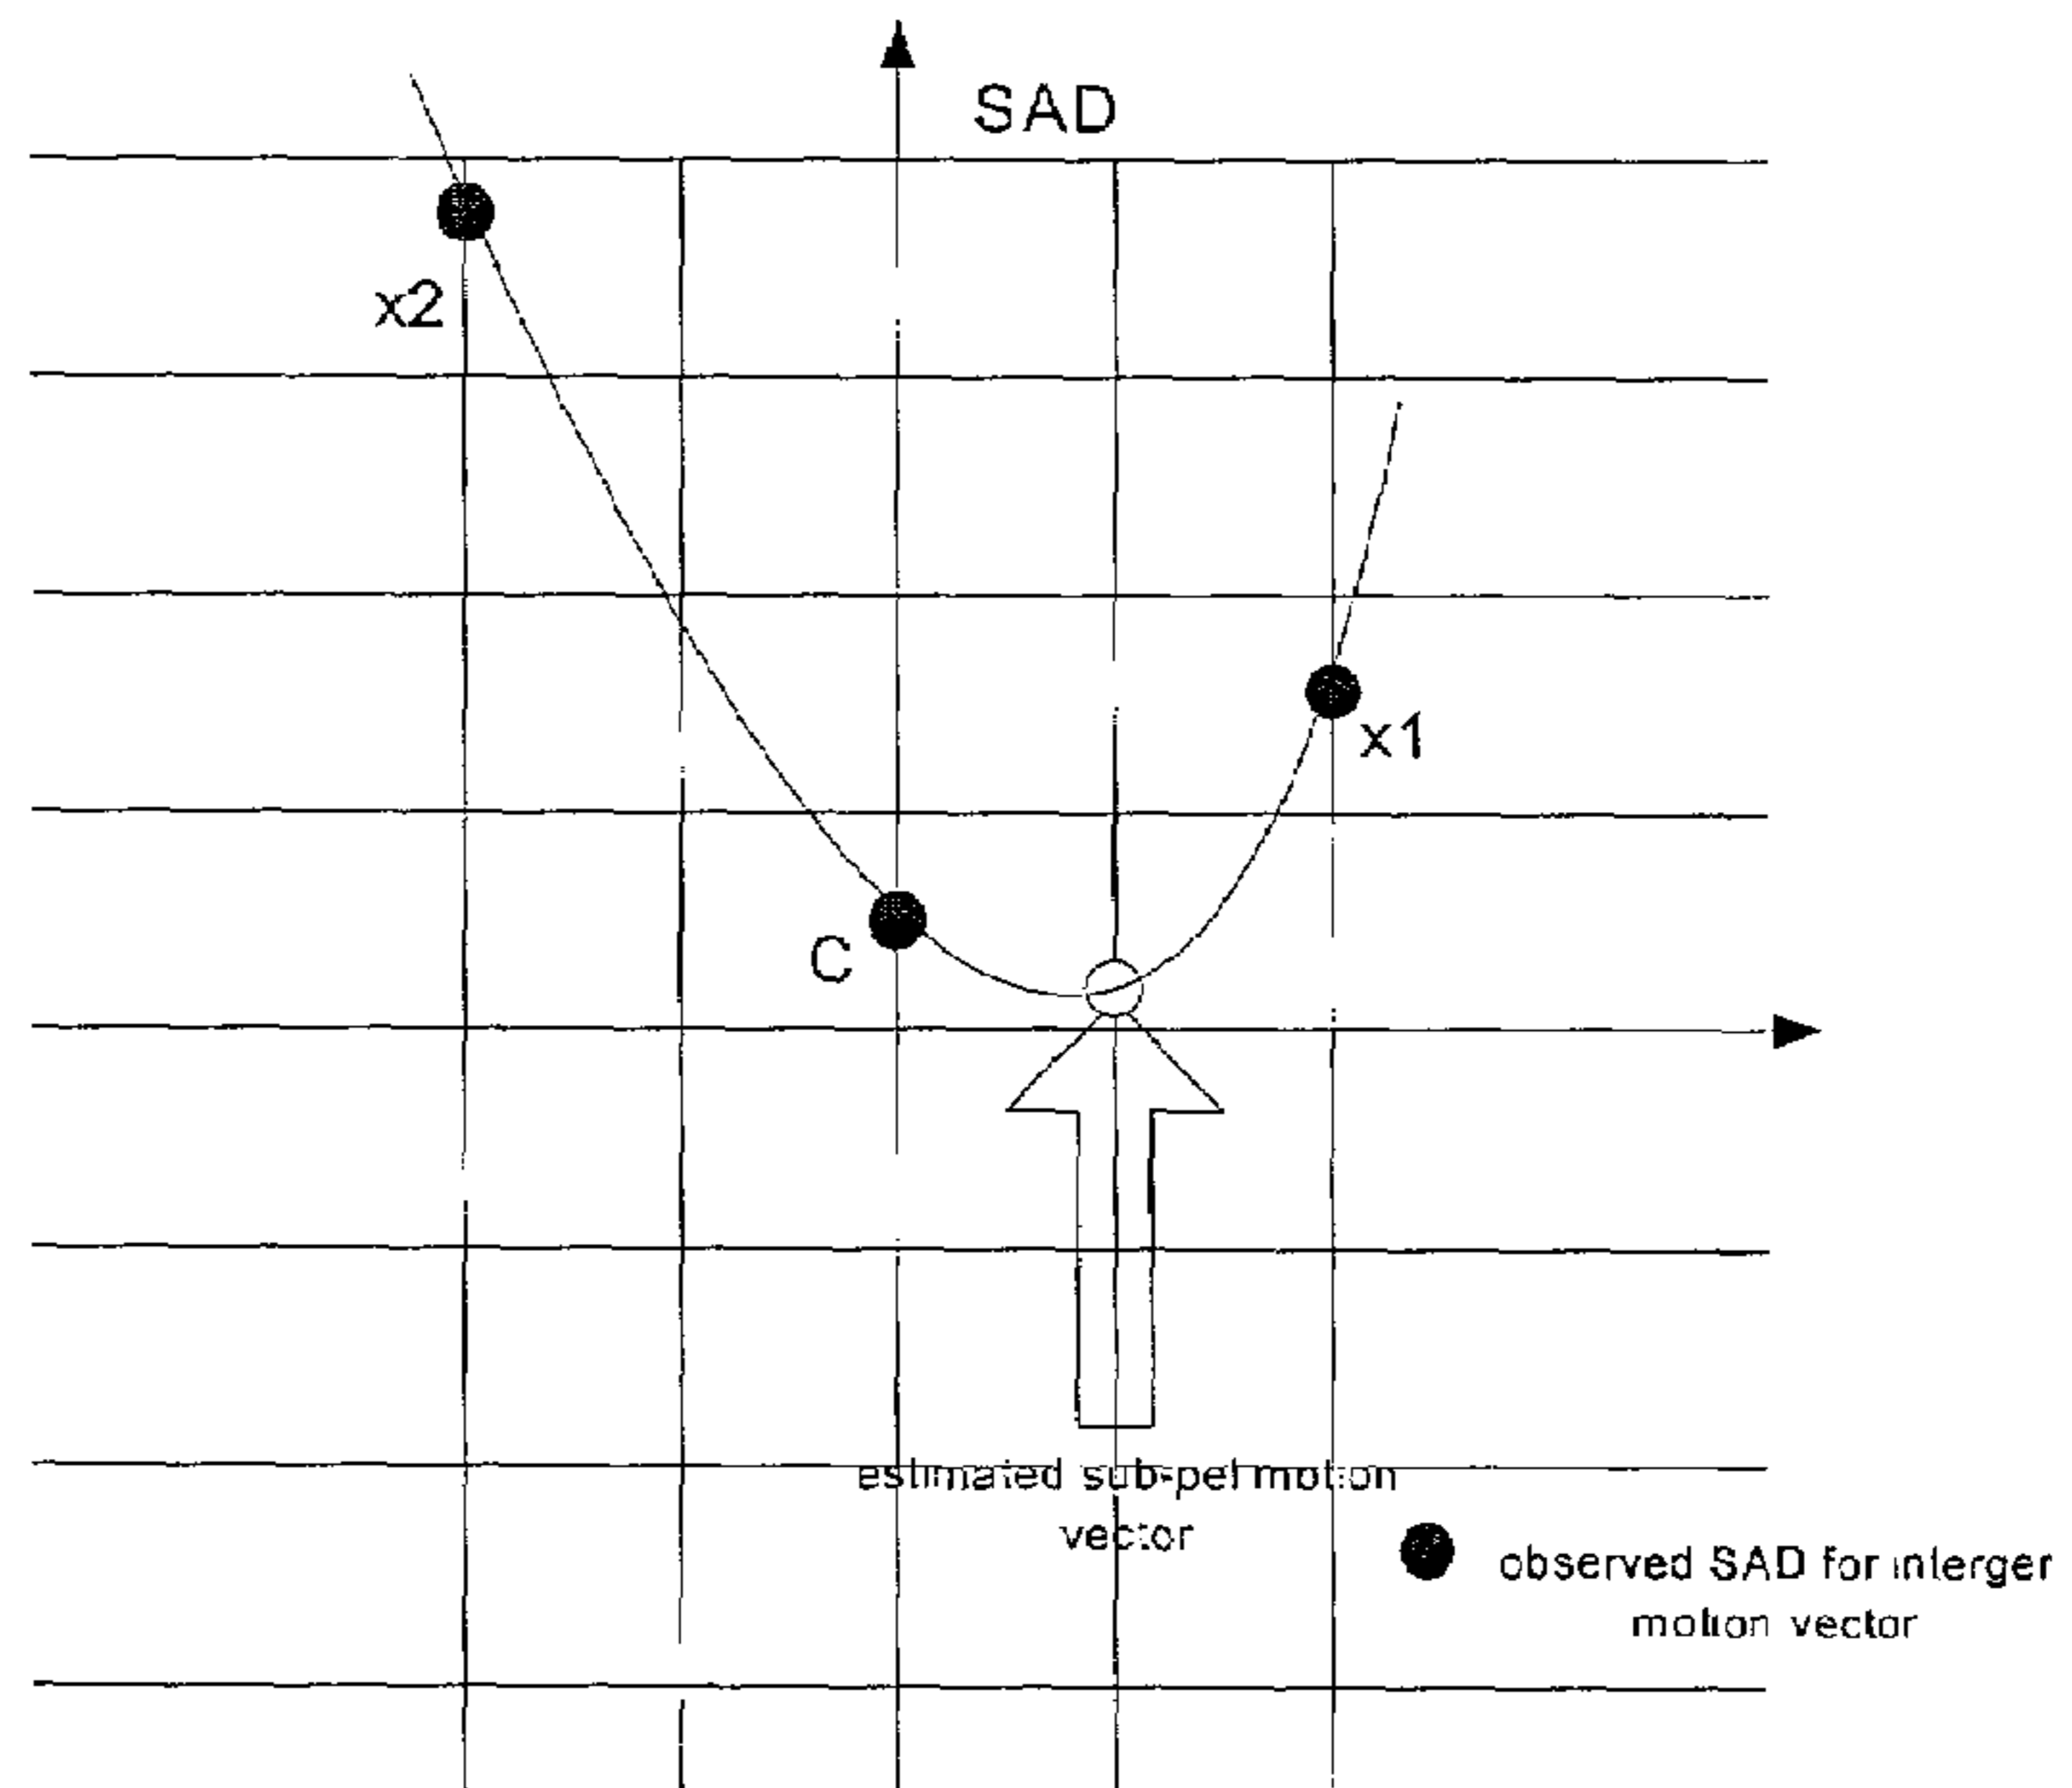 SAD
x2
x1
C
estimated sub-pel motion
vector
observed SAD for interger
motion vector